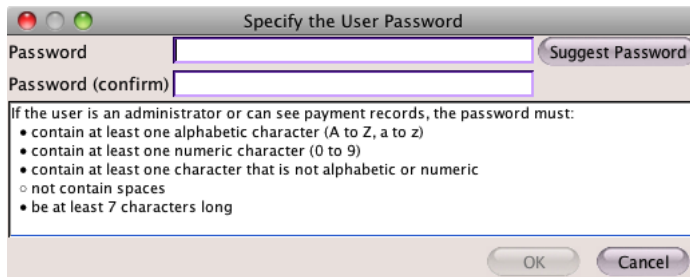 Specify the User Password
Password
Suggest Password
Password (confirm)
If the user is an administrator or can see payment records, the password must:
• contain at least one alphabetic character (A to Z, a to z)
• contain at least one numeric character (0 to 9)
• contain at least one character that is not alphabetic or numeric
○ not contain spaces
• be at least 7 characters long
OK
Cancel